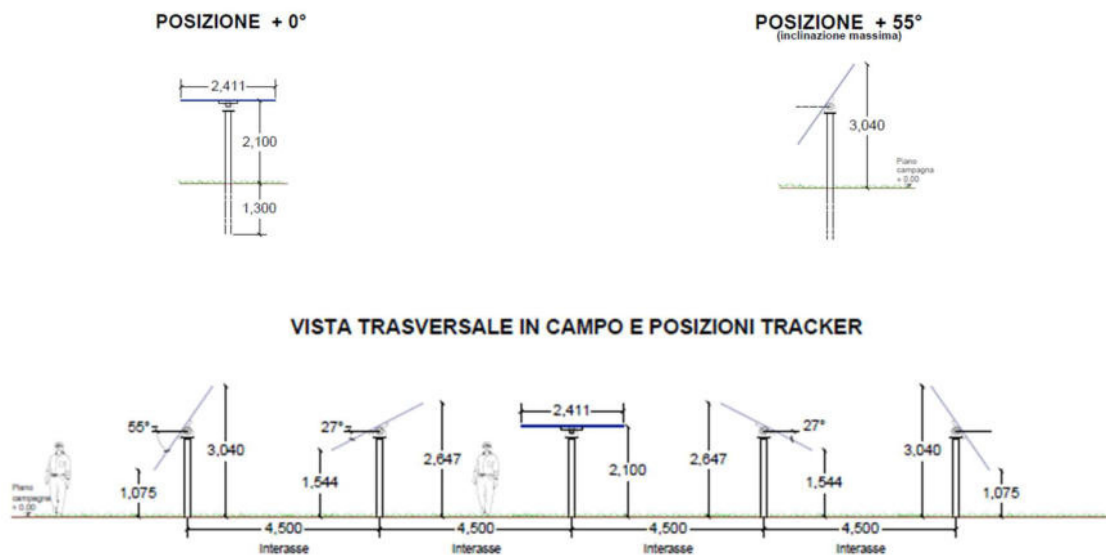 POSIZIONE + 0°
POSIZIONE + 55°
(inclinazione massima)
2,411
2,100
1,300
3,040
Piano
campagna
+ 0.00
VISTA TRASVERSALE IN CAMPO E POSIZIONI TRACKER
55°
3,040
1,075
27°
2,647
1,544
2,411
2,100
2,647
27°
1,544
3,040
1,075
Piano
campagna
+ 0.00
4,500
4,500
4,500
4,500
Interasse
Interasse
Interasse
Interasse